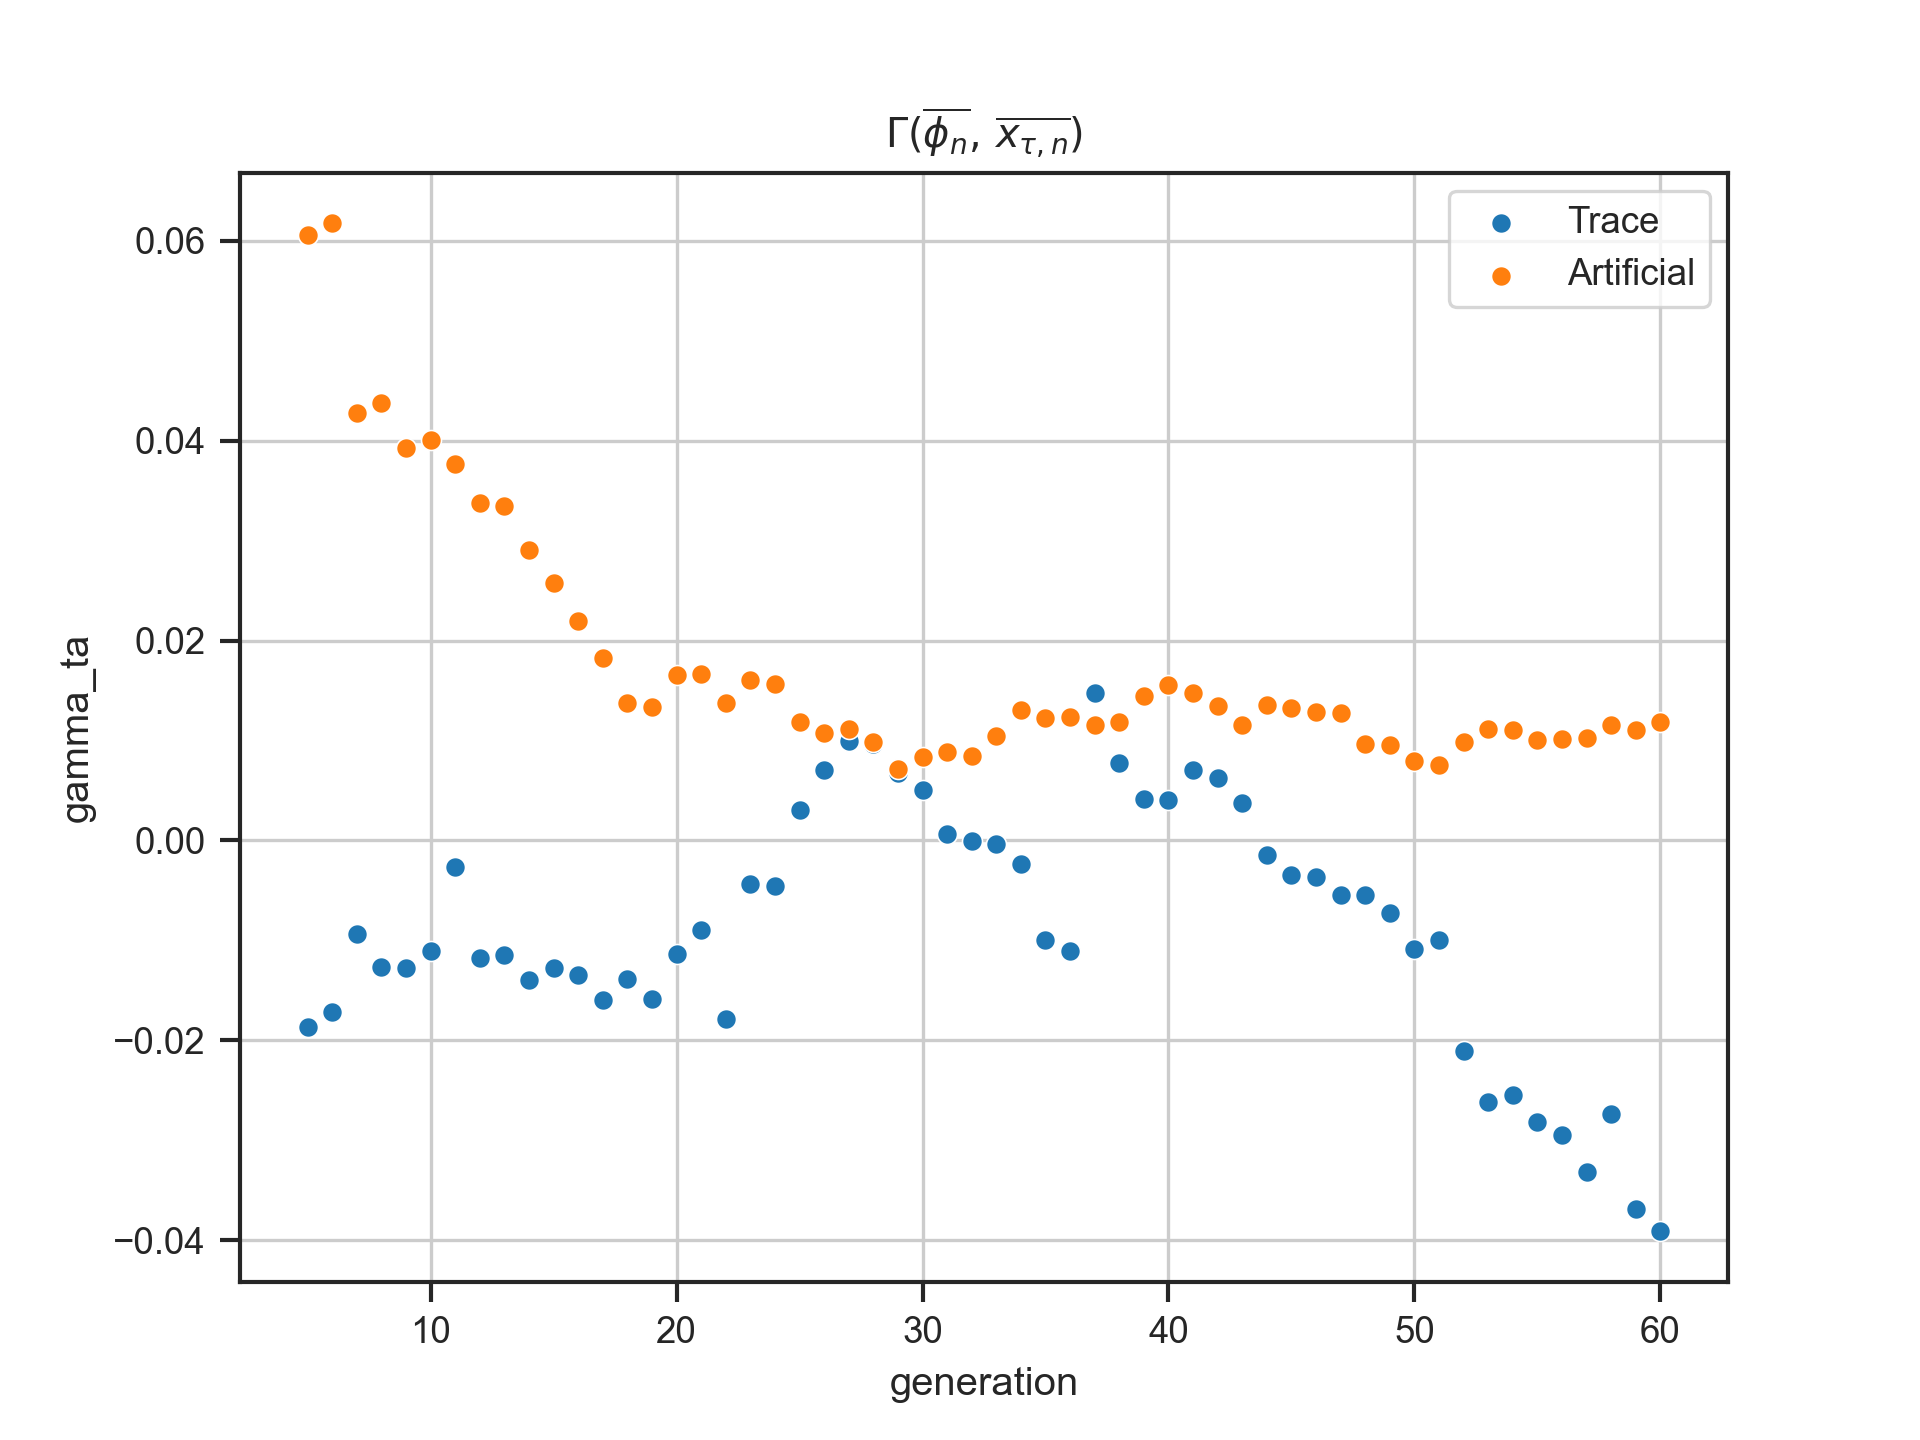 Γ(ϕ̅ₙ̅, x̅_τ̅,̅n̅)
Trace
Artificial
0.06
0.04
0.02
0.00
−0.02
−0.04
gamma_ta
10 20 30 40 50 60
generation